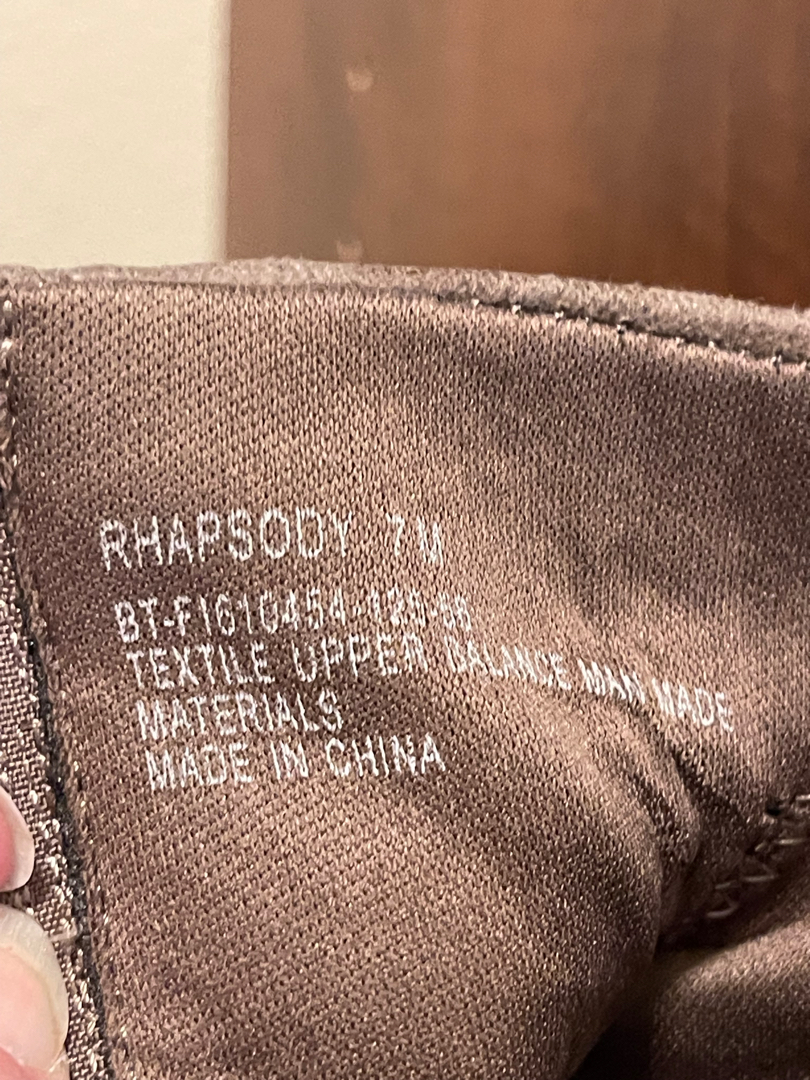 RHAPSODY 7M
TEXTILE UPPER BALANCE MAN MADE
MATERIALS
MADE IN CHINA